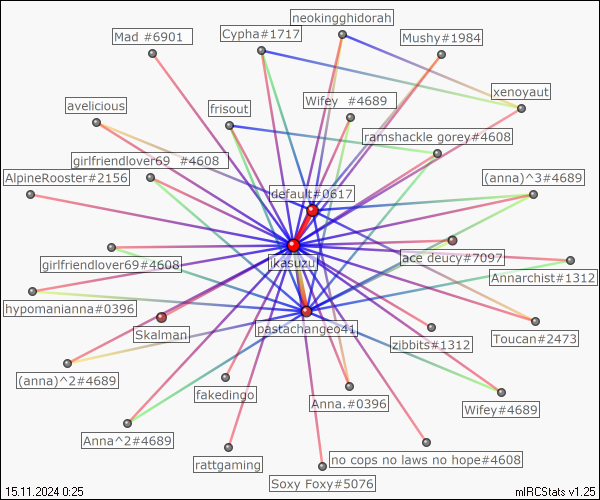 neokingghidorah
Mad #6901
Cypha#1717
Mushy#1984
xenoyaut
avelicious
frisout
Wifey  #4689
ramshackle gorey#4608
girlfriendlover69  #4608
AlpineRooster#2156
default#0617
(anna)^3#4689
ikasuzu
ace deucy#7097
girlfriendlover69#4608
Annarchist#1312
hypomanianna#0396
Skalman
pastachangeo41
zibbits#1312
Toucan#2473
(anna)^2#4689
fakedingo
Anna.#0396
Wifey#4689
Anna^2#4689
rattgaming
no cops no laws no hope#4608
Soxy Foxy#5076
15.11.2024 0:25
mIRCStats v1.25